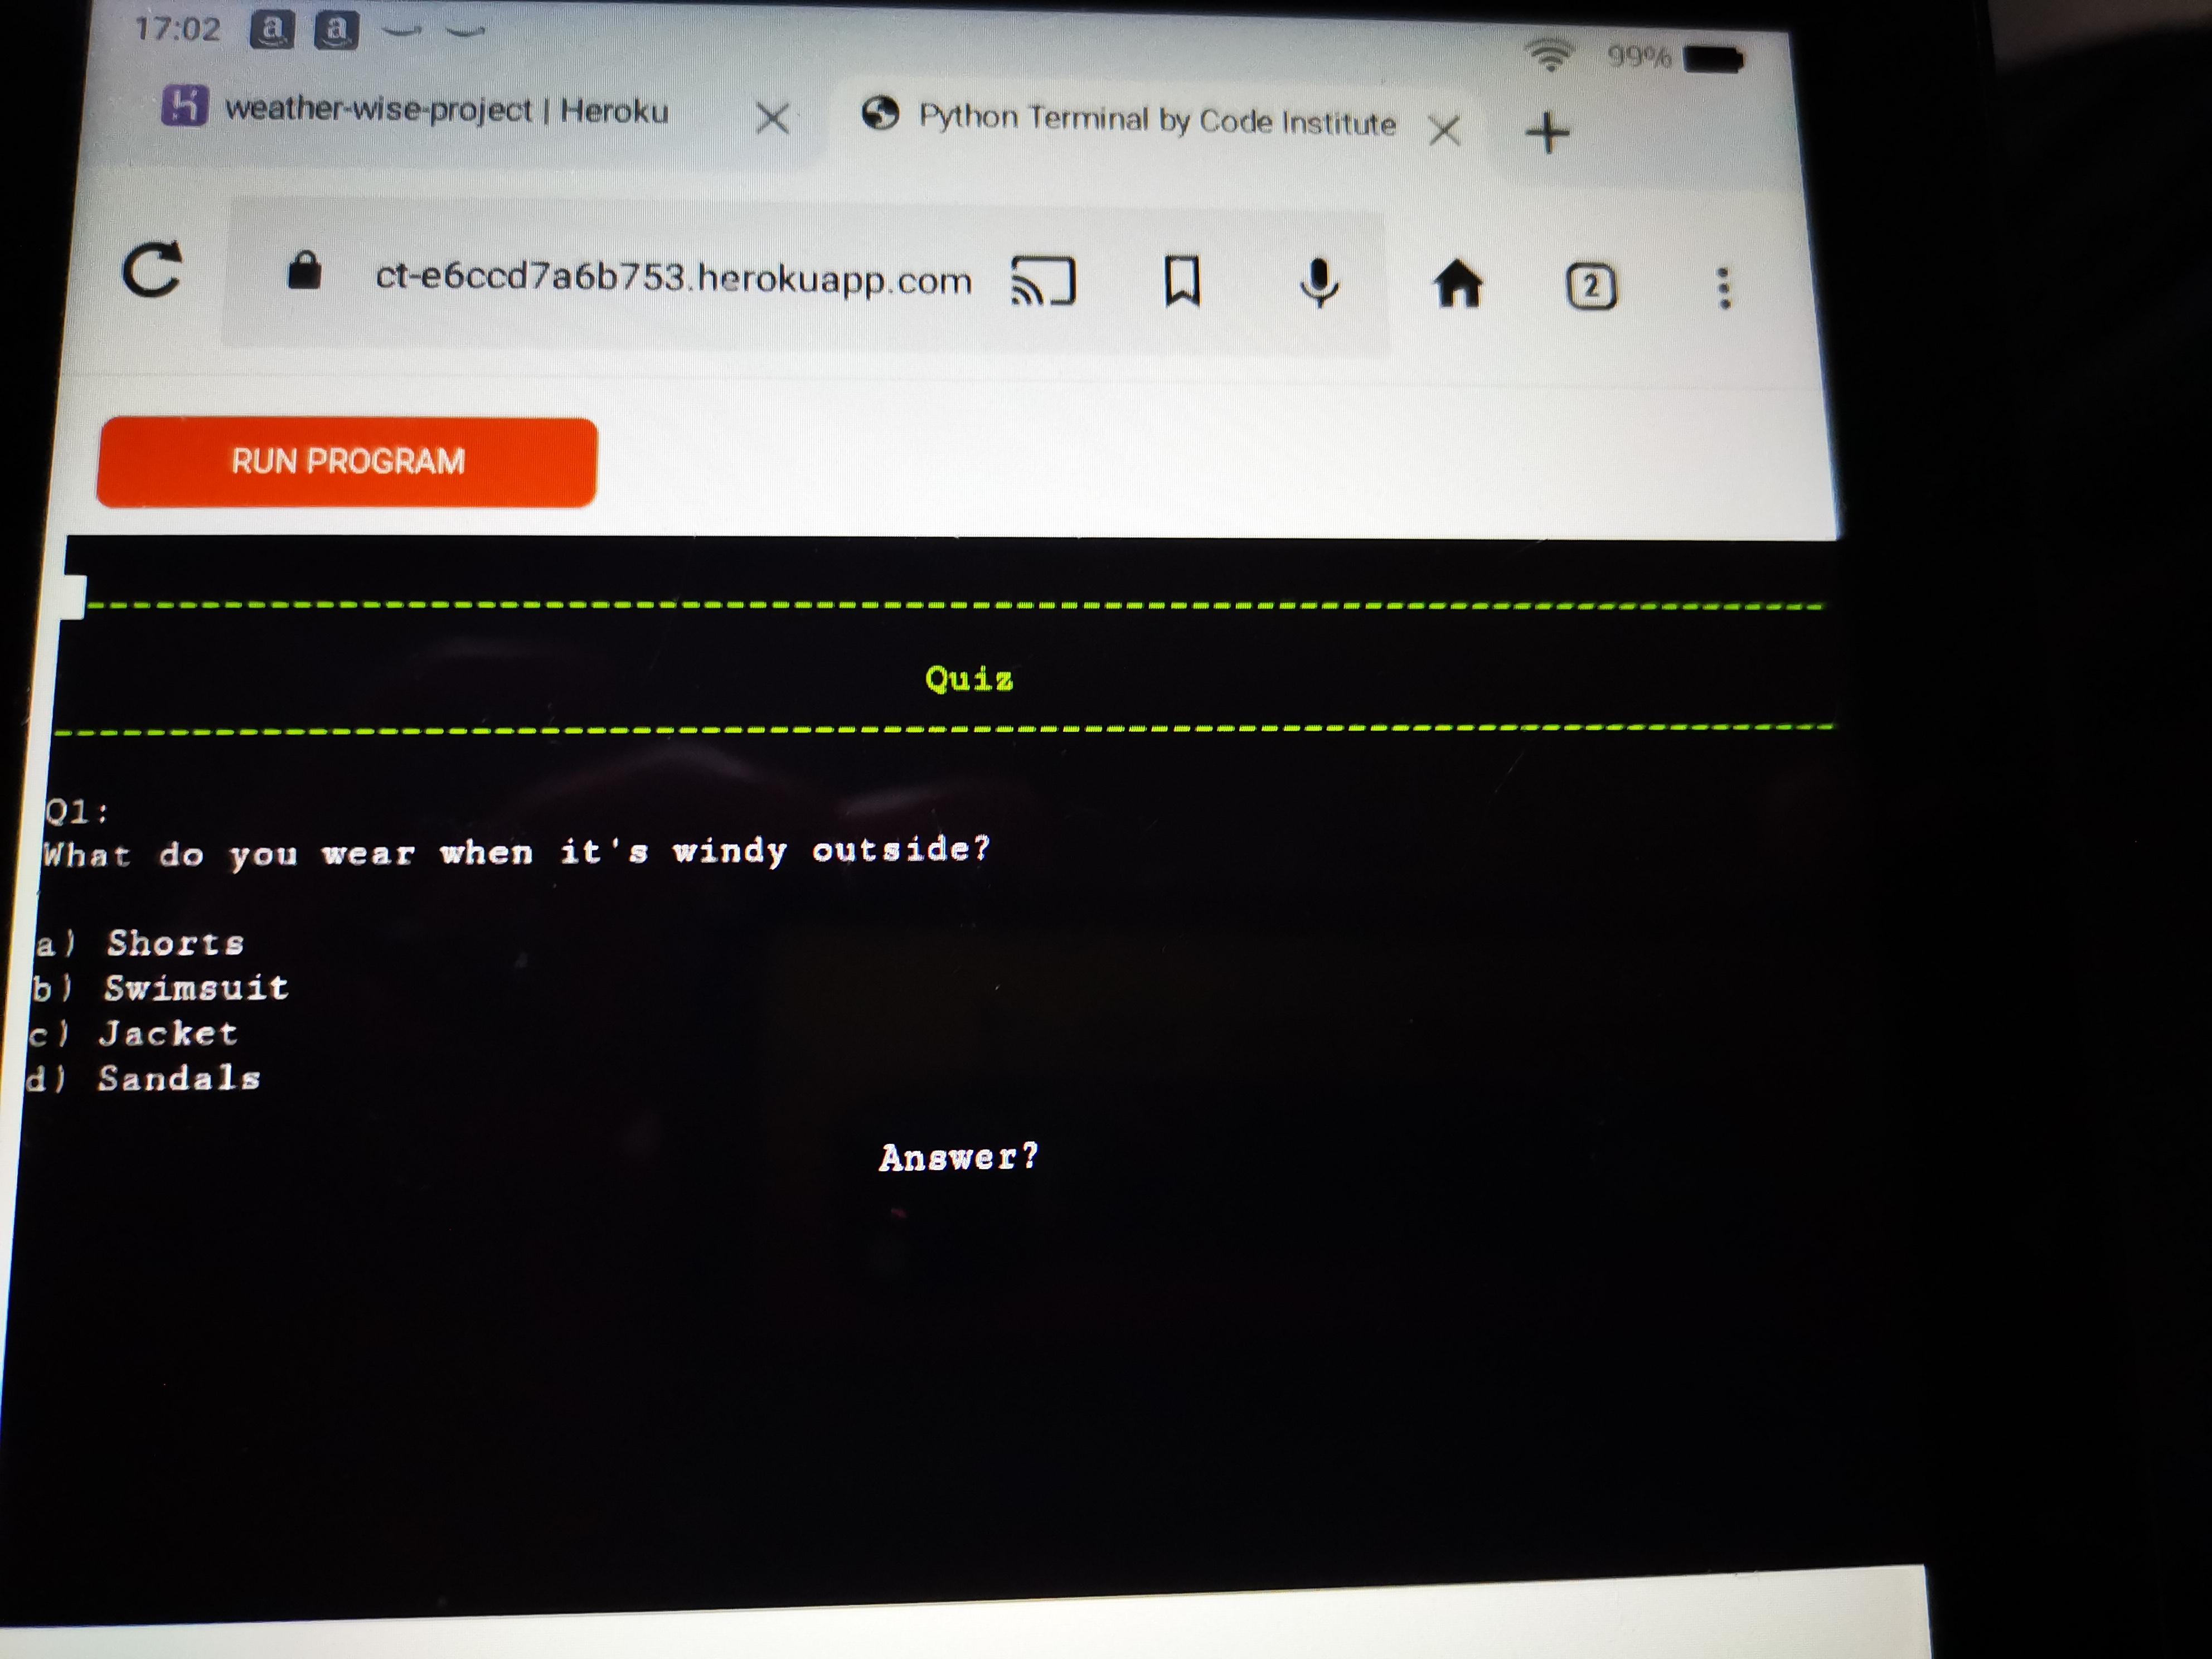 17:02 a a 99%
weather-wise-project | Heroku Python Terminal by Code Institute
ct-e6ccd7a6b753.herokuapp.com 2
RUN PROGRAM
--------------------------------------------------------------------------------
Quiz
--------------------------------------------------------------------------------
Q1:
What do you wear when it's windy outside?
a) Shorts
b) Swimsuit
c) Jacket
d) Sandals
Answer?